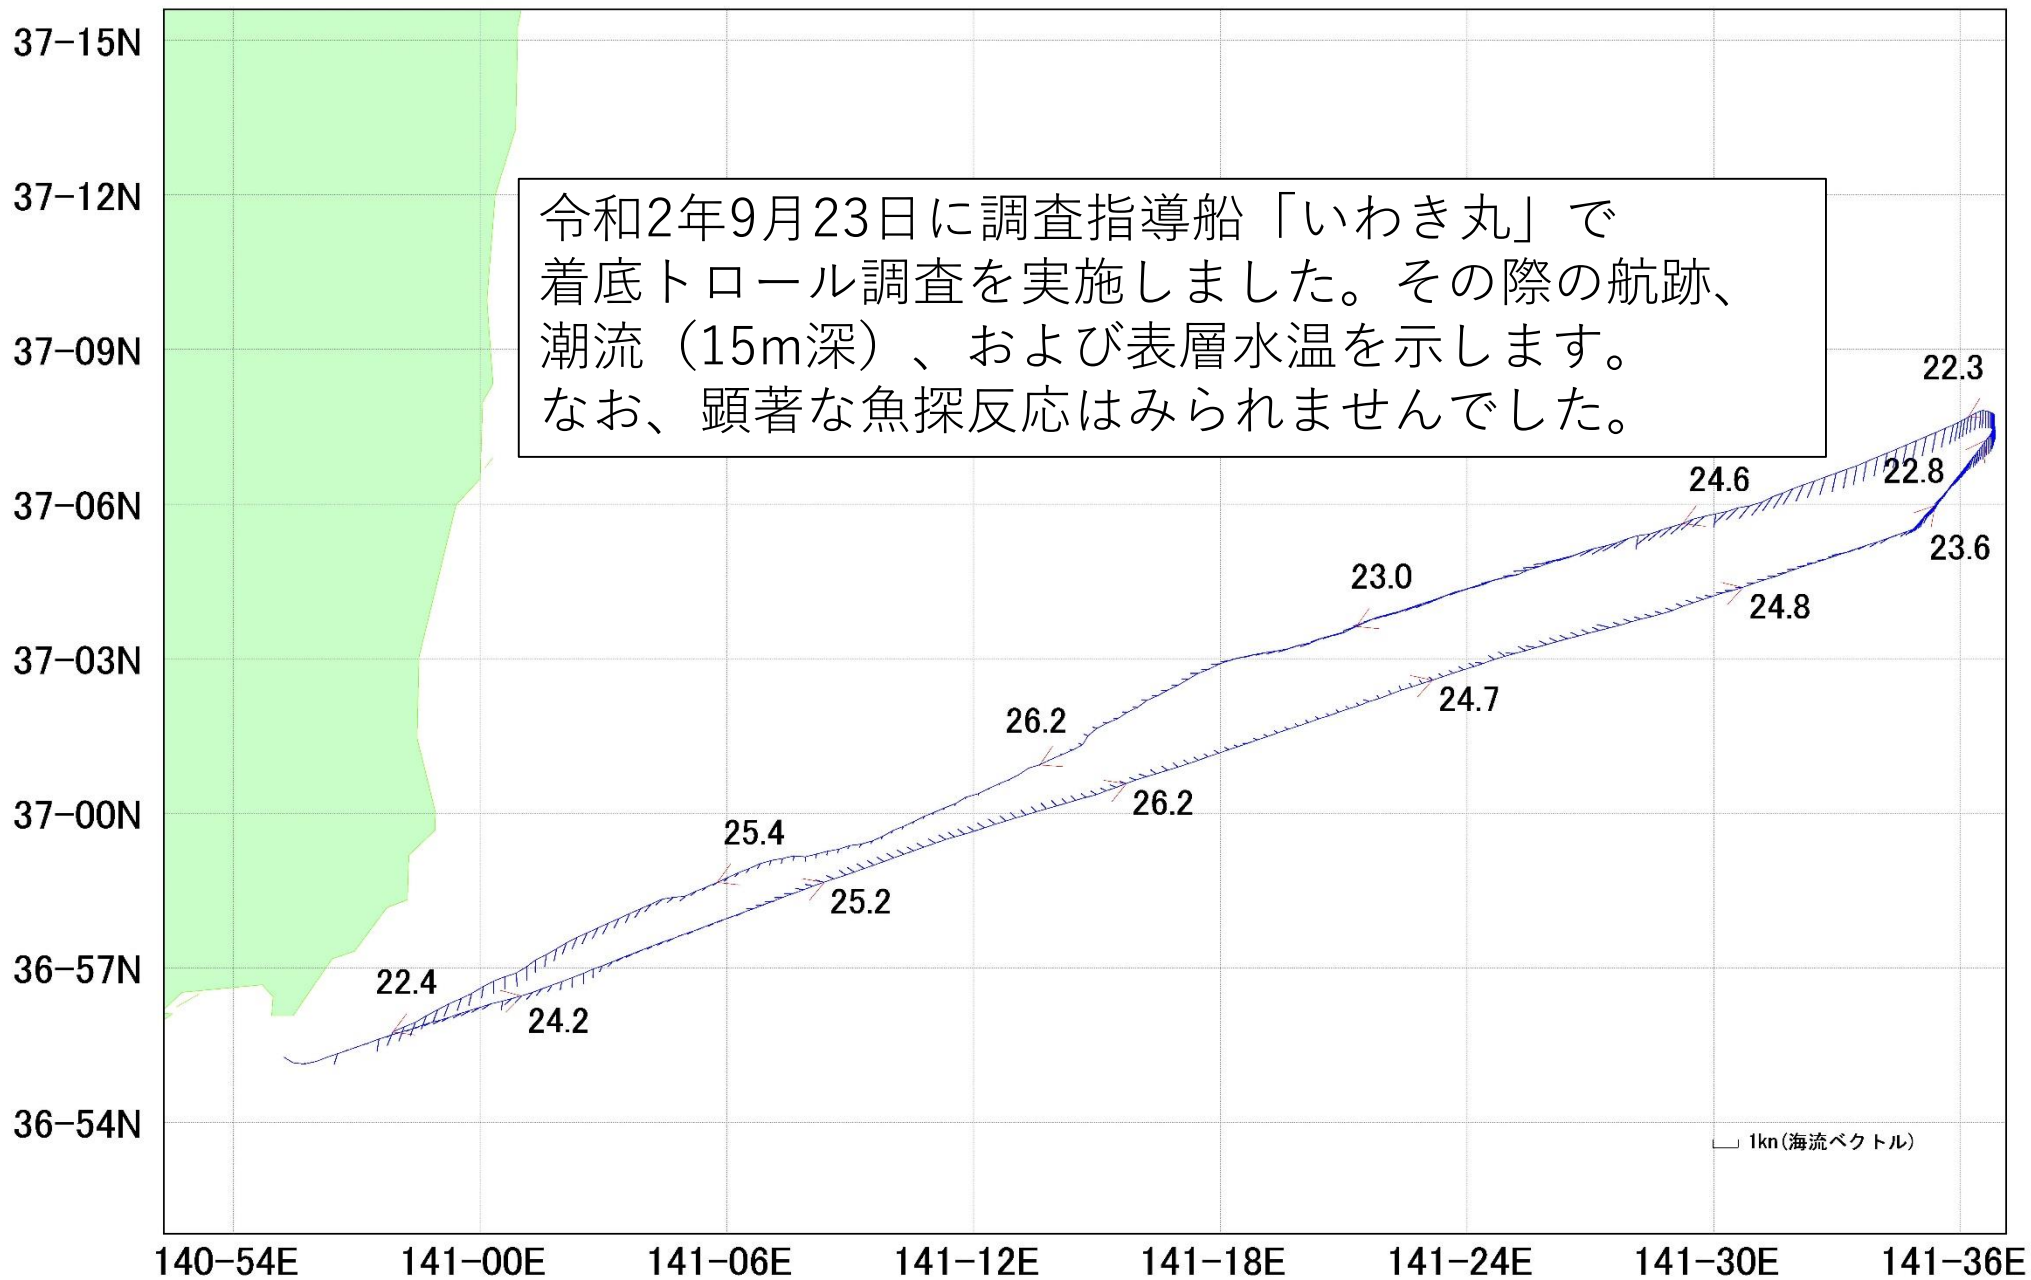 37-15N
37-12N
令和2年9月23日に調査指導船「いわき丸」で
着底トロール調査を実施しました。その際の航跡、
潮流（15m深）、および表層水温を示します。
なお、顕著な魚探反応はみられませんでした。
37-09N
22.3
22.8
24.6
37-06N
23.6
23.0
24.8
37-03N
24.7
26.2
26.2
37-00N
25.4
25.2
36-57N
22.4
24.2
36-54N
1kn(海流ベクトル)
140-54E 141-00E 141-06E 141-12E 141-18E 141-24E 141-30E 141-36E